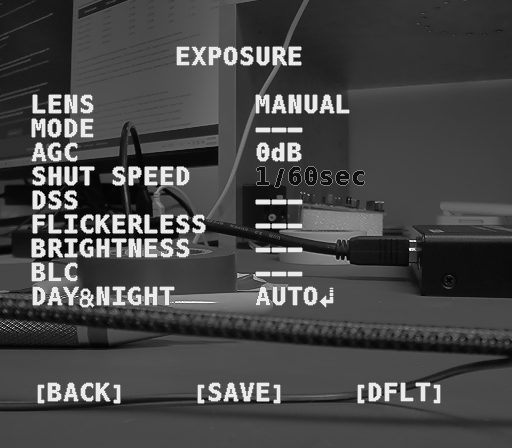 EXPOSURE
LENS MANUAL
MODE ---
AGC 0dB
SHUT SPEED 1/60sec
DSS ---
FLICKERLESS ---
BRIGHTNESS ---
BLC ---
DAY&NIGHT AUTO↲
[BACK] [SAVE] [DFLT]